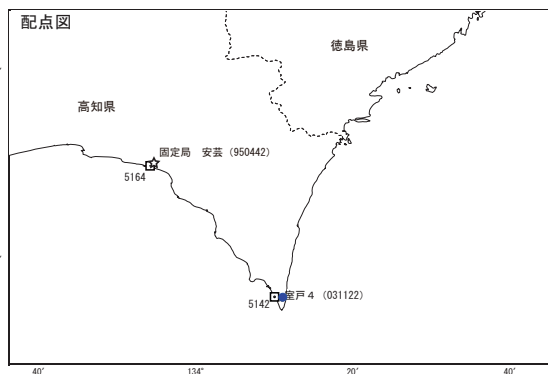 配点図
徳島県
高知県
固定局 安芸 (950442)
5164
室戸4 (031122)
5142
40′
134°
20′
40′